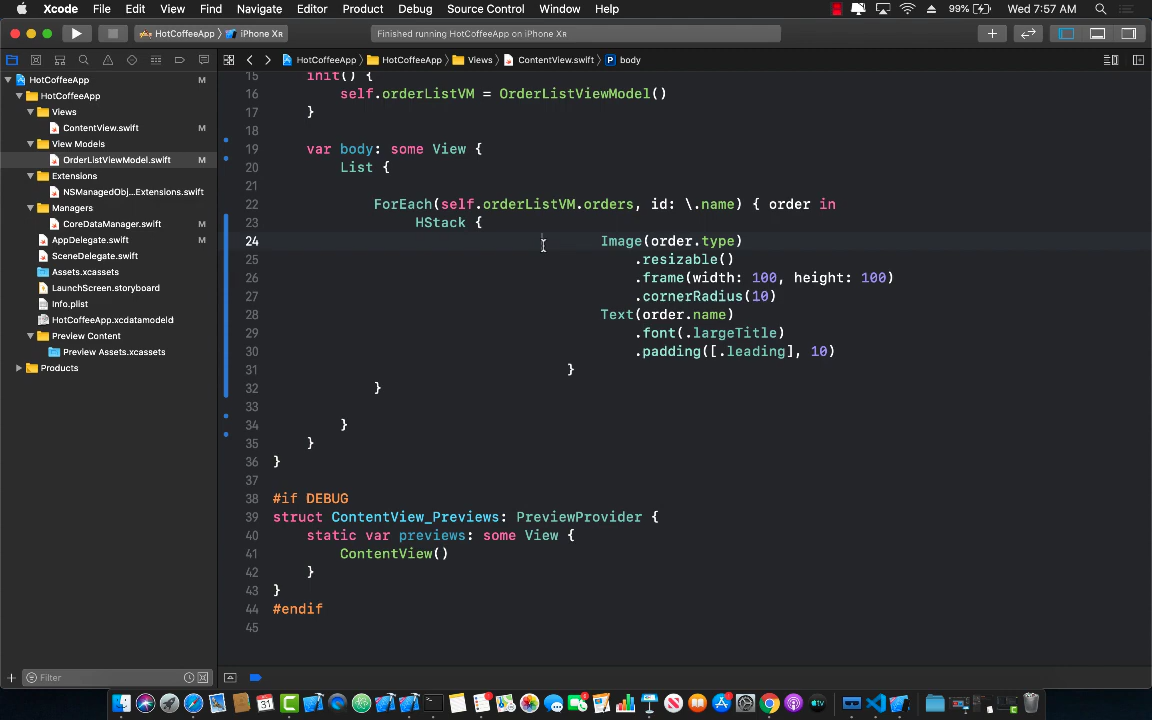 Xcode File Edit View Find Navigate Editor Product Debug Source Control Window Help 99% Wed 7:57 AM
HotCoffeeApp iPhone Xʀ Finished running HotCoffeeApp on iPhone Xʀ
HotCoffeeApp HotCoffeeApp Views ContentView.swift body
HotCoffeeApp M
HotCoffeeApp
Views
ContentView.swift M
View Models
OrderListViewModel.swift M
Extensions
NSManagedObj...Extensions.swift
Managers
CoreDataManager.swift M
AppDelegate.swift M
SceneDelegate.swift
Assets.xcassets
LaunchScreen.storyboard
Info.plist
HotCoffeeApp.xcdatamodeld
Preview Content
Preview Assets.xcassets
Products
Filter
15 init() {
16 self.orderListVM = OrderListViewModel()
17 }
18
19 var body: some View {
20 List {
21
22 ForEach(self.orderListVM.orders, id: \.name) { order in
23 HStack {
24 Image(order.type)
25 .resizable()
26 .frame(width: 100, height: 100)
27 .cornerRadius(10)
28 Text(order.name)
29 .font(.largeTitle)
30 .padding([.leading], 10)
31 }
32 }
33
34 }
35 }
36 }
37
38 #if DEBUG
39 struct ContentView_Previews: PreviewProvider {
40 static var previews: some View {
41 ContentView()
42 }
43 }
44 #endif
45